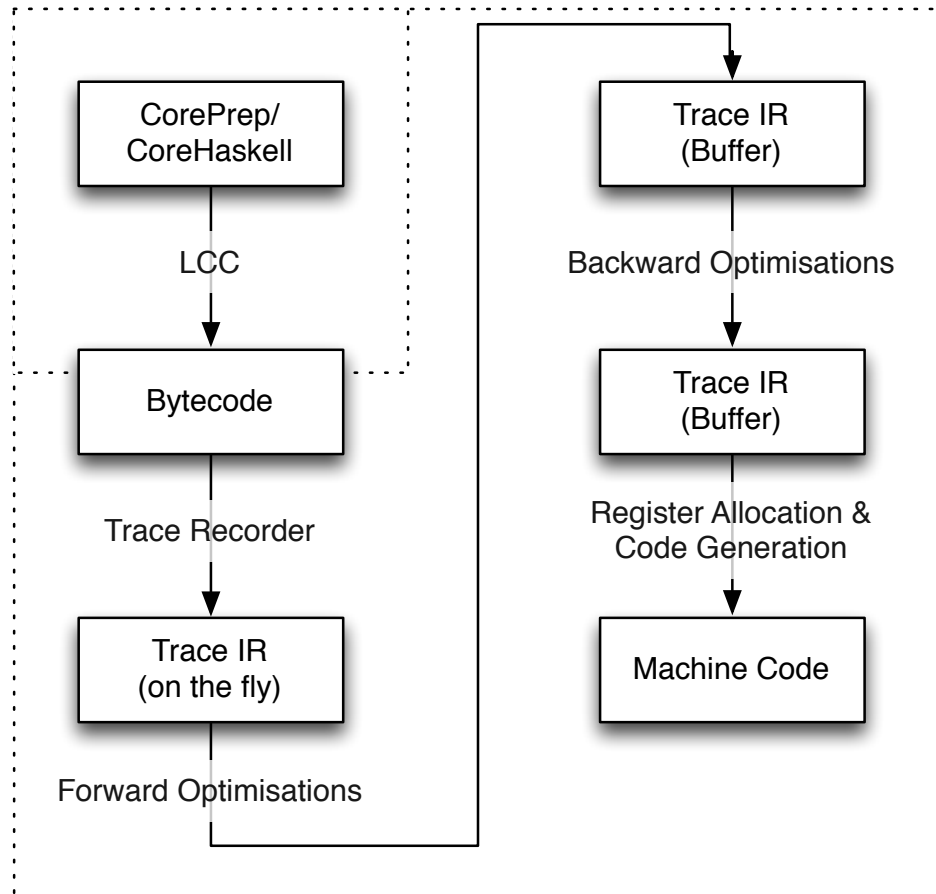 CorePrep/
CoreHaskell
LCC
Bytecode
Trace Recorder
Trace IR
(on the fly)
Forward Optimisations
Trace IR
(Buffer)
Backward Optimisations
Trace IR
(Buffer)
Register Allocation &
Code Generation
Machine Code